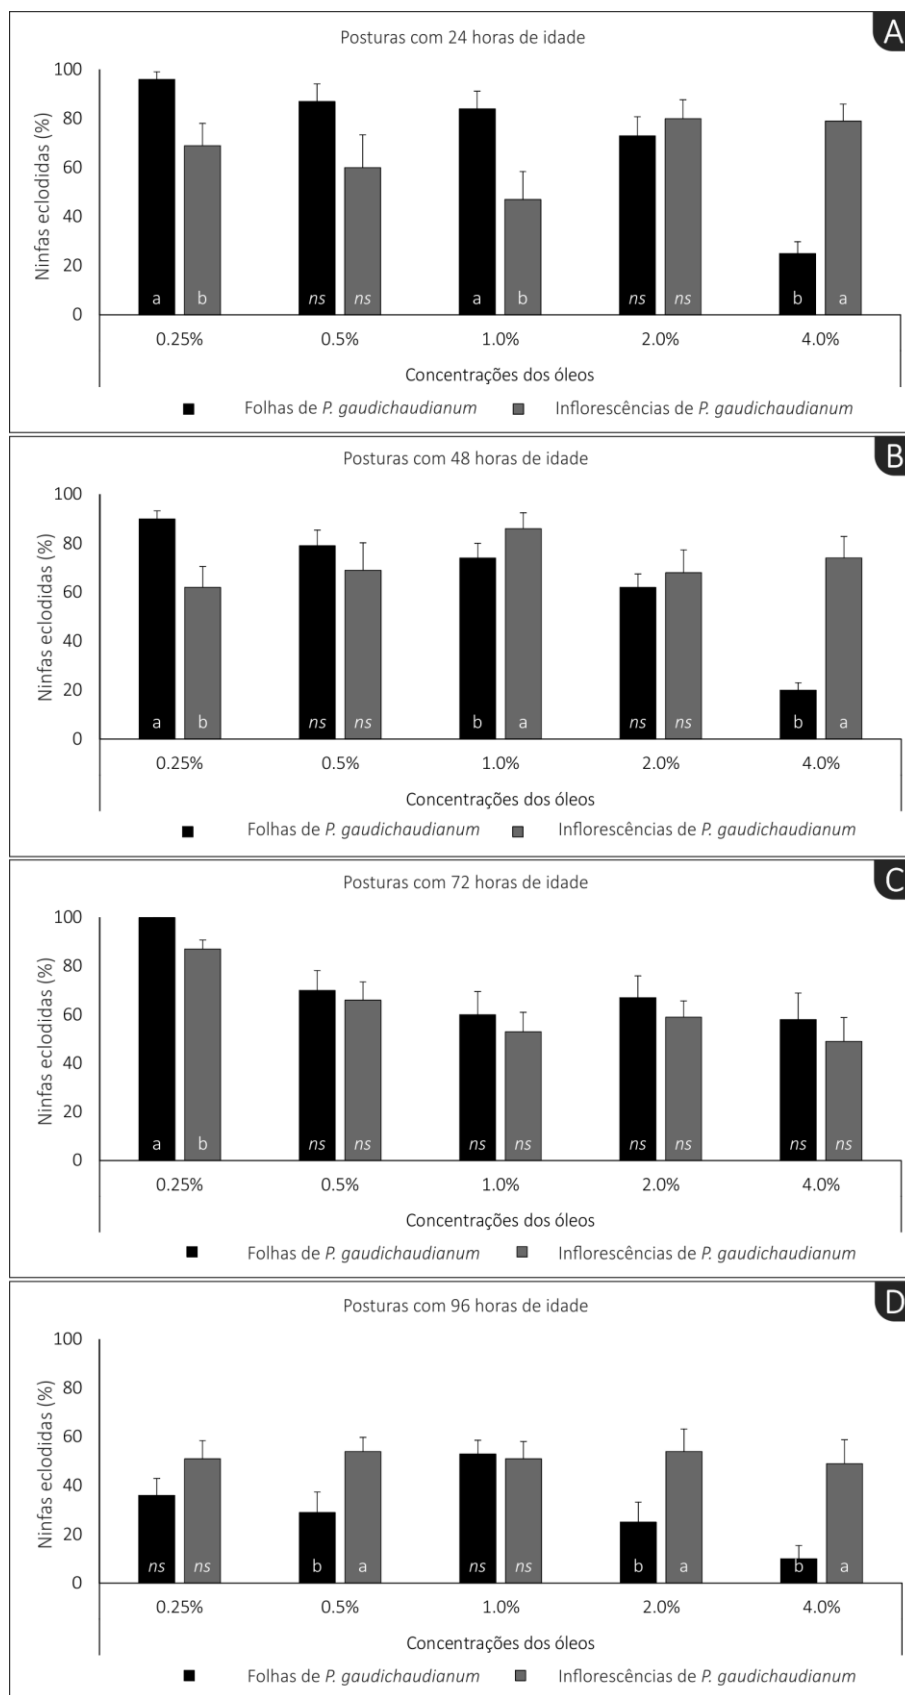 Posturas com 24 horas de idade
A
Ninfas eclodidas (%)
100
80
60
40
20
0
a b ns ns a b ns ns b a
0.25% 0.5% 1.0% 2.0% 4.0%
Concentrações dos óleos
Folhas de P. gaudichaudianum Inflorescências de P. gaudichaudianum
Posturas com 48 horas de idade
B
Ninfas eclodidas (%)
100
80
60
40
20
0
a b ns ns b a ns ns b a
0.25% 0.5% 1.0% 2.0% 4.0%
Concentrações dos óleos
Folhas de P. gaudichaudianum Inflorescências de P. gaudichaudianum
Posturas com 72 horas de idade
C
Ninfas eclodidas (%)
100
80
60
40
20
0
a b ns ns ns ns ns ns ns ns
0.25% 0.5% 1.0% 2.0% 4.0%
Concentrações dos óleos
Folhas de P. gaudichaudianum Inflorescências de P. gaudichaudianum
Posturas com 96 horas de idade
D
Ninfas eclodidas (%)
100
80
60
40
20
0
ns ns b a ns ns b a b a
0.25% 0.5% 1.0% 2.0% 4.0%
Concentrações dos óleos
Folhas de P. gaudichaudianum Inflorescências de P. gaudichaudianum